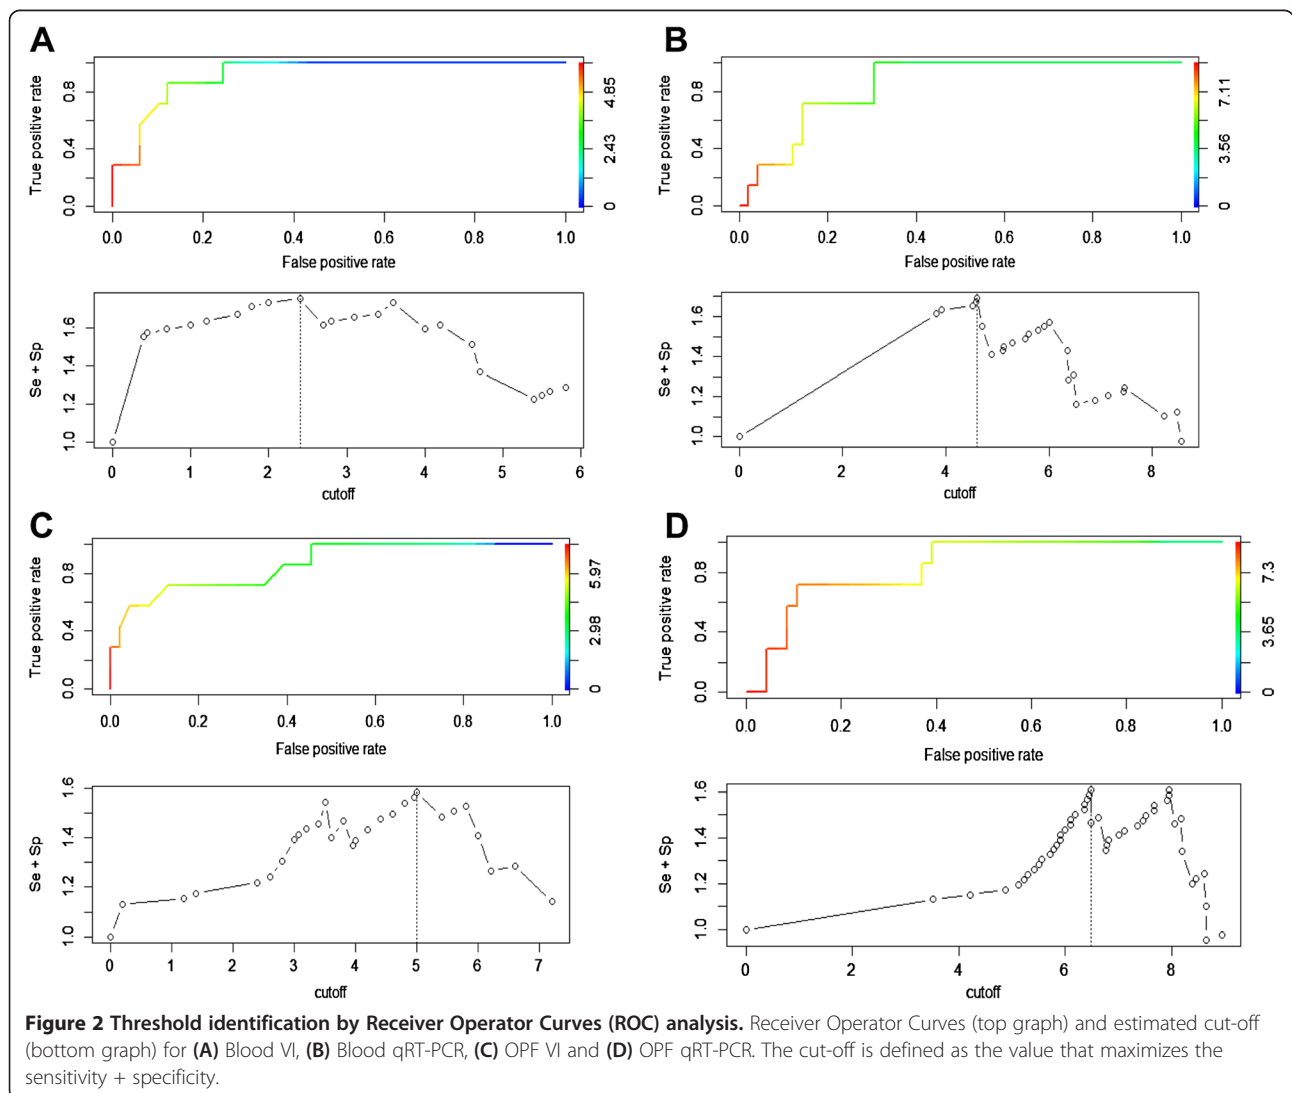 A
True positive rate
0.0 0.4 0.8
0.0 0.2 0.4 0.6 0.8 1.0
False positive rate
0 2.43 4.85
Se + Sp
1.0 1.2 1.4 1.6
0 1 2 3 4 5 6
cutoff
B
True positive rate
0.0 0.4 0.8
0.0 0.2 0.4 0.6 0.8 1.0
False positive rate
0 3.56 7.11
Se + Sp
1.0 1.2 1.4 1.6
0 2 4 6 8
cutoff
C
True positive rate
0.0 0.4 0.8
0.0 0.2 0.4 0.6 0.8 1.0
False positive rate
0 2.98 5.97
Se + Sp
1.0 1.2 1.4 1.6
0 1 2 3 4 5 6 7
cutoff
D
True positive rate
0.0 0.4 0.8
0.0 0.2 0.4 0.6 0.8 1.0
False positive rate
0 3.65 7.3
Se + Sp
1.0 1.2 1.4 1.6
0 2 4 6 8
cutoff
Figure 2 Threshold identification by Receiver Operator Curves (ROC) analysis. Receiver Operator Curves (top graph) and estimated cut-off
(bottom graph) for (A) Blood VI, (B) Blood qRT-PCR, (C) OPF VI and (D) OPF qRT-PCR. The cut-off is defined as the value that maximizes the
sensitivity + specificity.